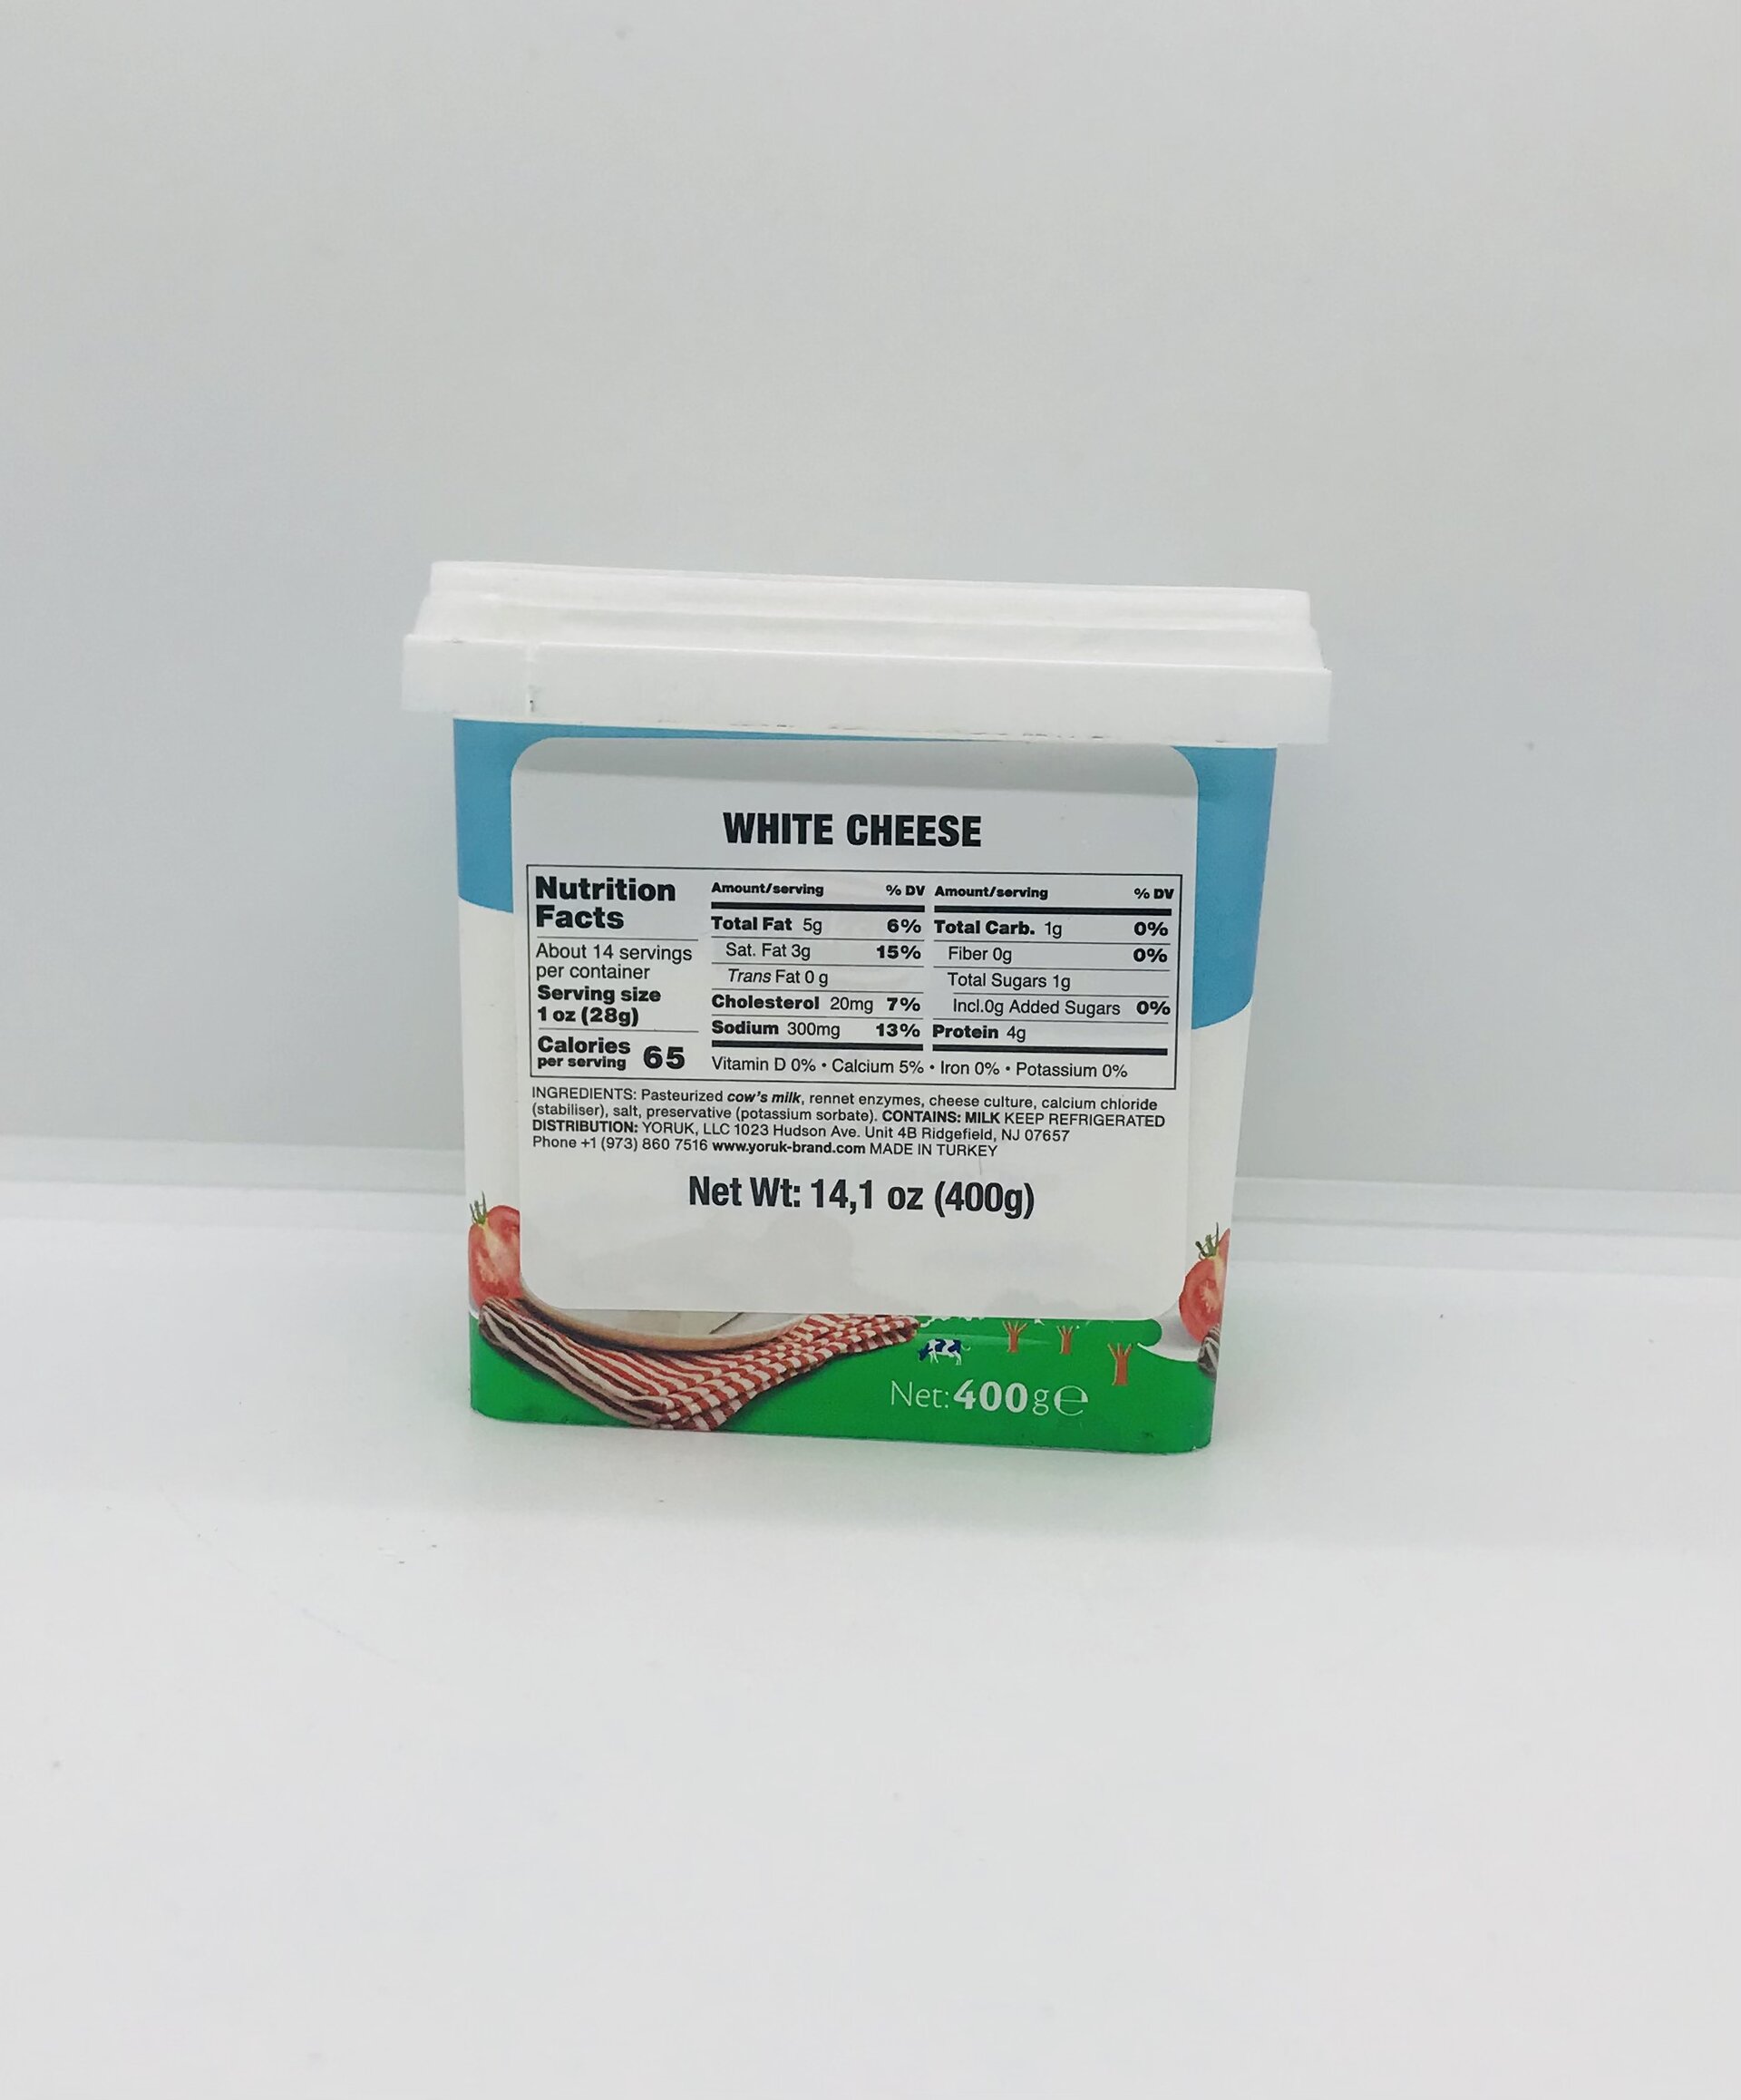 WHITE CHEESE
Nutrition
Facts
About 14 servings
per container
Serving size
1 oz (28g)
Calories
per serving 65
Amount/serving % DV
Total Fat 5g 6%
Sat. Fat 3g 15%
Trans Fat 0 g
Cholesterol 20mg 7%
Sodium 300mg 13%
Amount/serving % DV
Total Carb. 1g 0%
Fiber 0g 0%
Total Sugars 1g
Incl.0g Added Sugars 0%
Protein 4g
Vitamin D 0% • Calcium 5% • Iron 0% • Potassium 0%
INGREDIENTS: Pasteurized cow's milk, rennet enzymes, cheese culture, calcium chloride
(stabiliser), salt, preservative (potassium sorbate). CONTAINS: MILK KEEP REFRIGERATED
DISTRIBUTION: YORUK, LLC 1023 Hudson Ave. Unit 4B Ridgefield, NJ 07657
Phone +1 (973) 860 7516 www.yoruk-brand.com MADE IN TURKEY
Net Wt: 14,1 oz (400g)
Net: 400g e